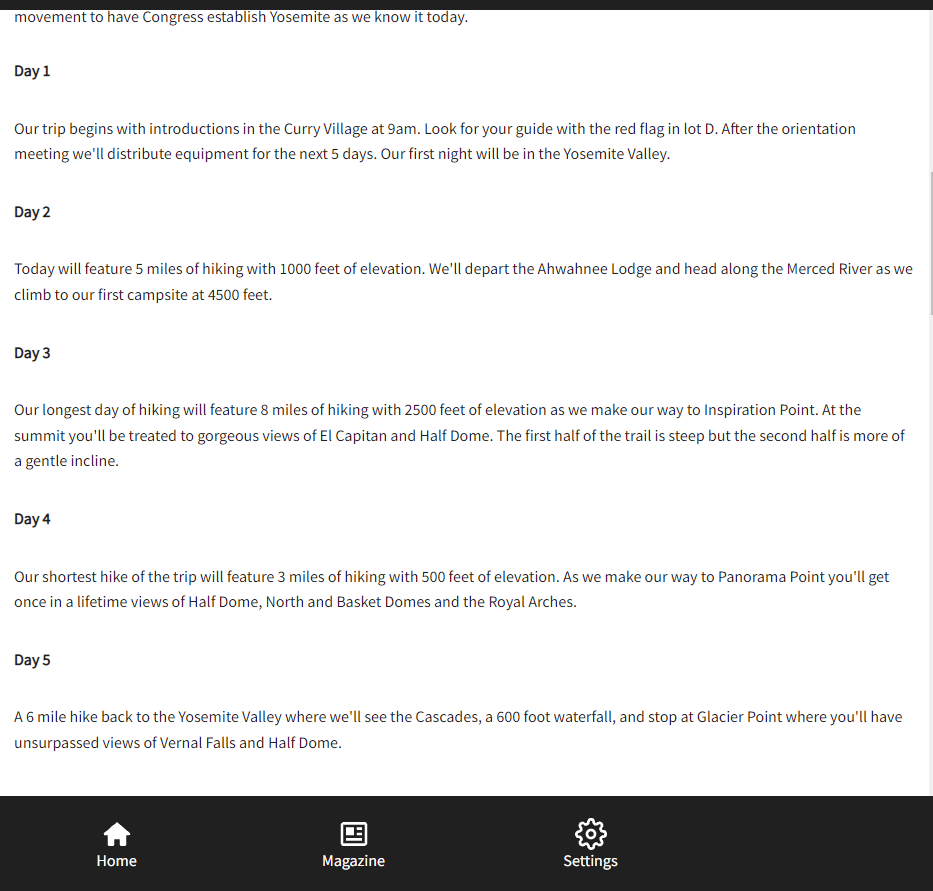 movement to have Congress establish Yosemite as we know it today.
Day 1
Our trip begins with introductions in the Curry Village at 9am. Look for your guide with the red flag in lot D. After the orientation
meeting we'll distribute equipment for the next 5 days. Our first night will be in the Yosemite Valley.
Day 2
Today will feature 5 miles of hiking with 1000 feet of elevation. We'll depart the Ahwahnee Lodge and head along the Merced River as we
climb to our first campsite at 4500 feet.
Day 3
Our longest day of hiking will feature 8 miles of hiking with 2500 feet of elevation as we make our way to Inspiration Point. At the
summit you'll be treated to gorgeous views of El Capitan and Half Dome. The first half of the trail is steep but the second half is more of
a gentle incline.
Day 4
Our shortest hike of the trip will feature 3 miles of hiking with 500 feet of elevation. As we make our way to Panorama Point you'll get
once in a lifetime views of Half Dome, North and Basket Domes and the Royal Arches.
Day 5
A 6 mile hike back to the Yosemite Valley where we'll see the Cascades, a 600 foot waterfall, and stop at Glacier Point where you'll have
unsurpassed views of Vernal Falls and Half Dome.
Home
Magazine
Settings